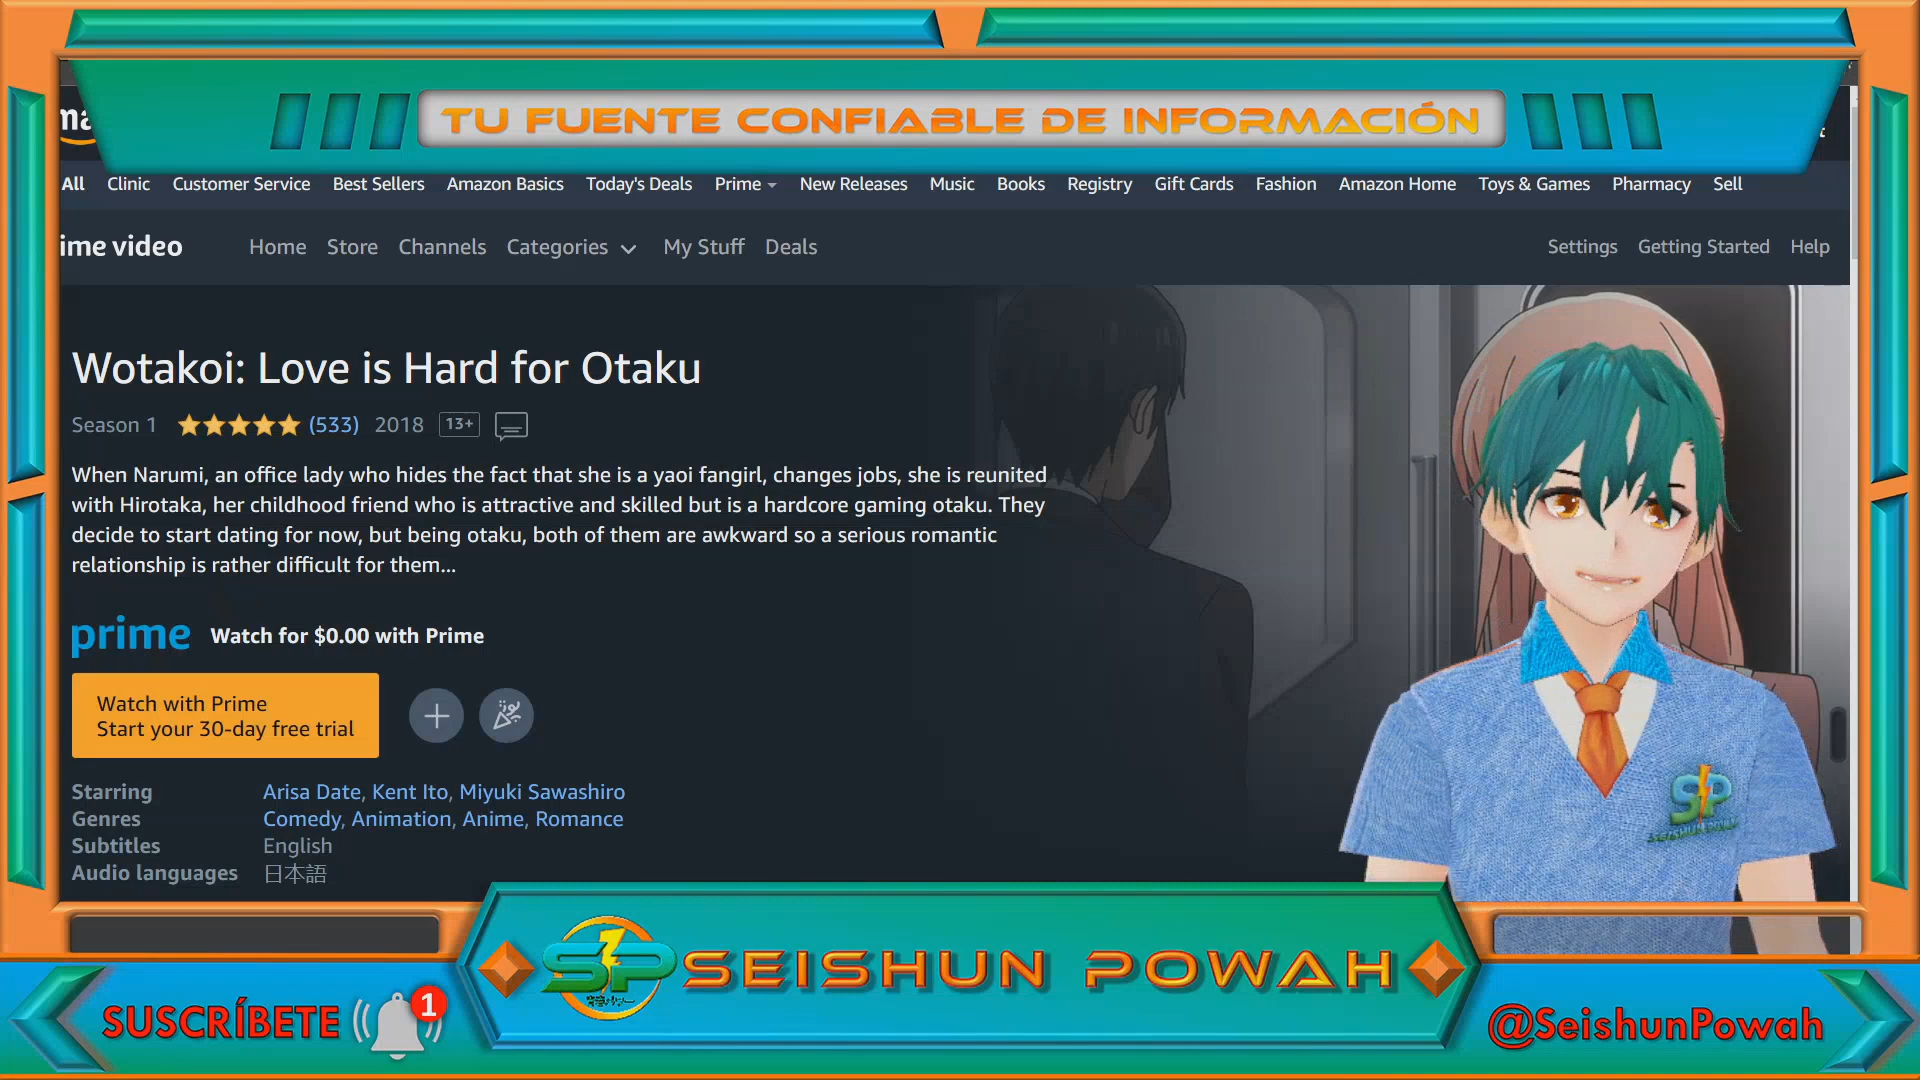 TU FUENTE CONFIABLE DE INFORMACIÓN
All Clinic Customer Service Best Sellers Amazon Basics Today's Deals Prime New Releases Music Books Registry Gift Cards Fashion Amazon Home Toys & Games Pharmacy Sell
ime video Home Store Channels Categories My Stuff Deals Settings Getting Started Help
Wotakoi: Love is Hard for Otaku
Season 1 (533) 2018 13+
When Narumi, an office lady who hides the fact that she is a yaoi fangirl, changes jobs, she is reunited
with Hirotaka, her childhood friend who is attractive and skilled but is a hardcore gaming otaku. They
decide to start dating for now, but being otaku, both of them are awkward so a serious romantic
relationship is rather difficult for them...
prime Watch for $0.00 with Prime
Watch with Prime
Start your 30-day free trial
Starring Arisa Date, Kent Ito, Miyuki Sawashiro
Genres Comedy, Animation, Anime, Romance
Subtitles English
Audio languages 日本語
SP
SEISHUN POWAH
SP SEISHUN POWAH
SUSCRÍBETE 1
@SeishunPowah